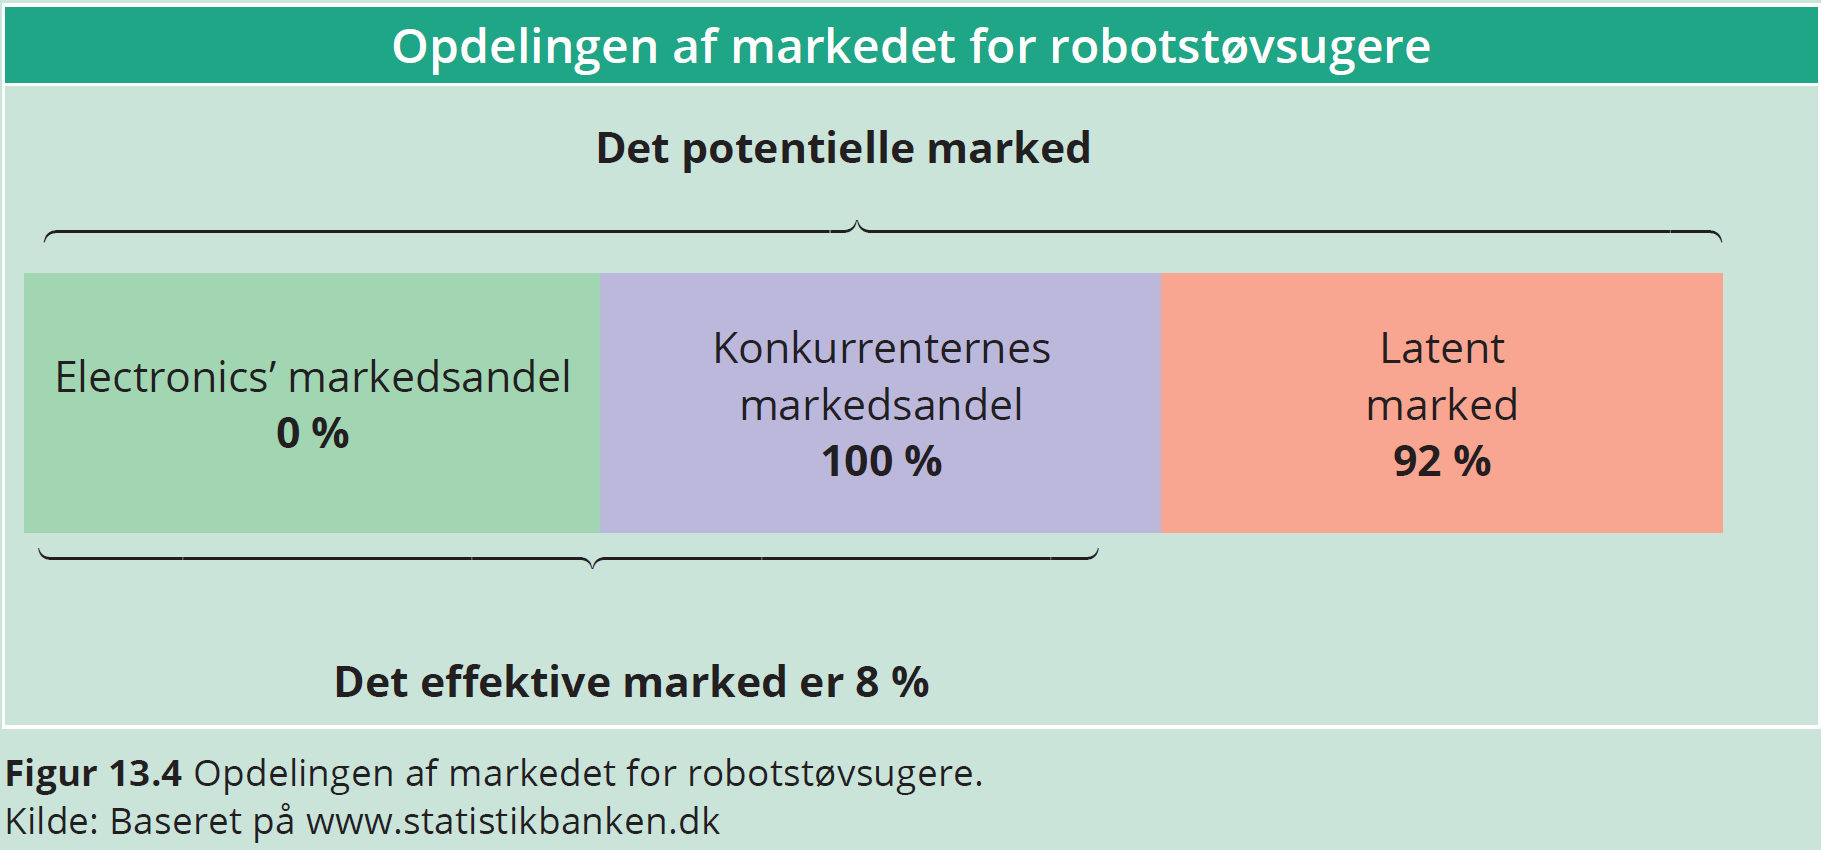 Opdelingen af markedet for robotstøvsugere
Det potentielle marked
Electronics’ markedsandel
0 %
Konkurrenternes
markedsandel
100 %
Latent
marked
92 %
Det effektive marked er 8 %
Figur 13.4 Opdelingen af markedet for robotstøvsugere.
Kilde: Baseret på www.statistikbanken.dk